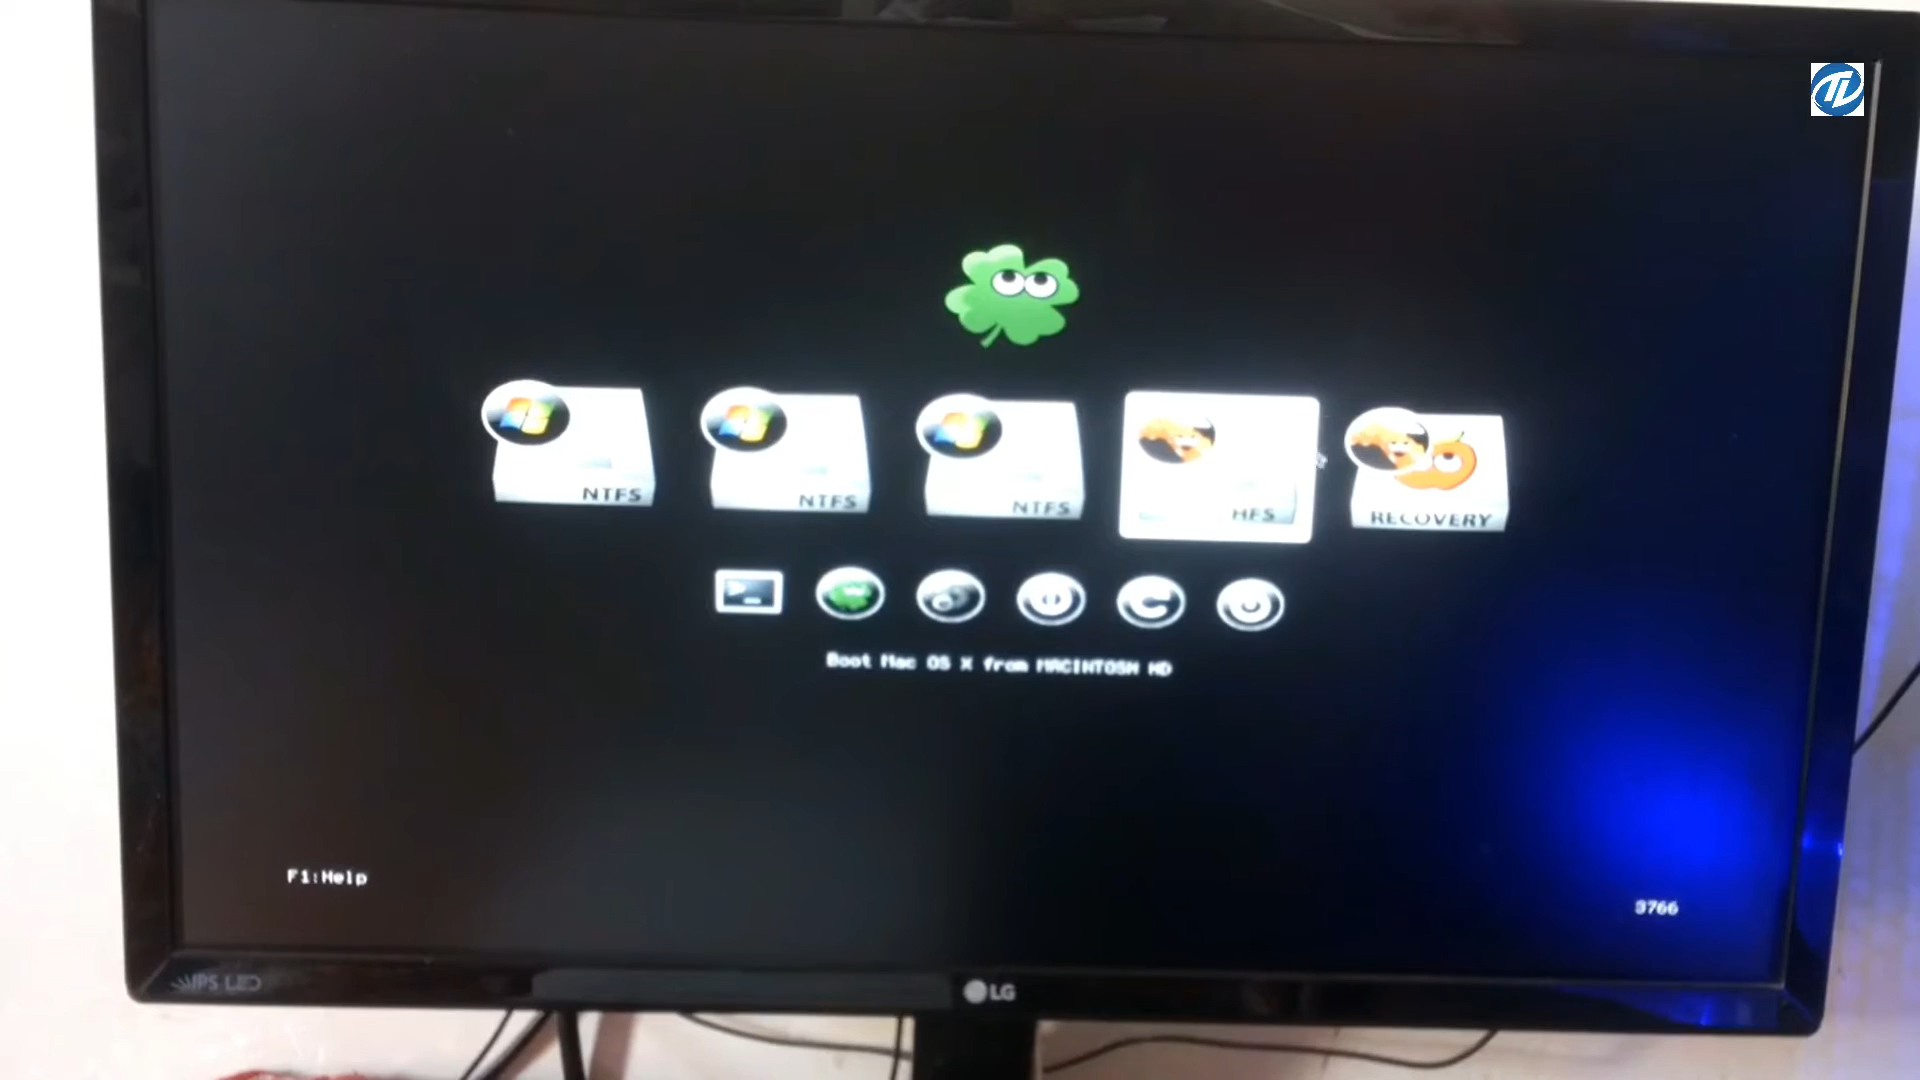 NTFS
NTFS
NTFS
HFS
RECOVERY
Boot Mac OS X from MACINTOSH HD
F1:Help
3766
IPS LED
LG